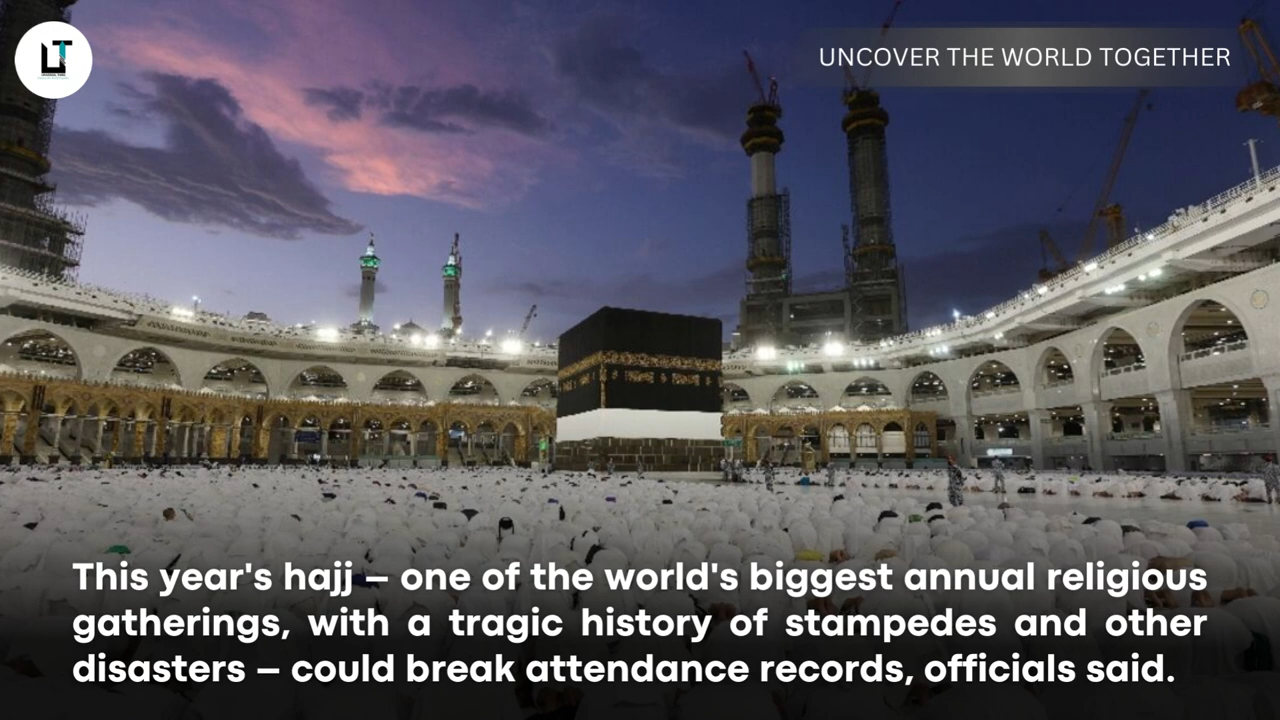 LT
UNCOVER THE WORLD TOGETHER
This year's hajj – one of the world's biggest annual religious
gatherings, with a tragic history of stampedes and other
disasters – could break attendance records, officials said.